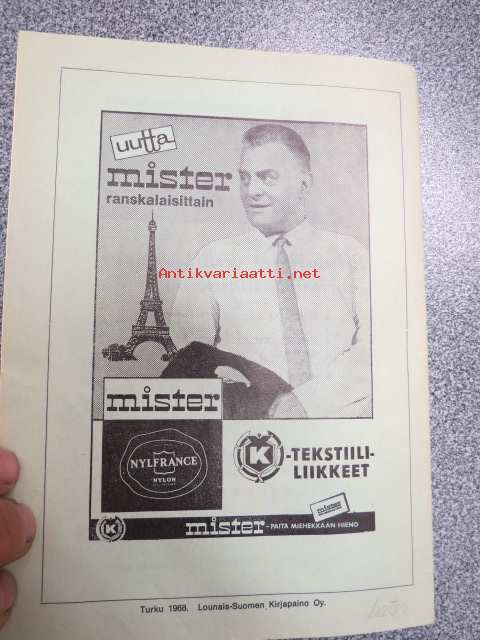 uutta
mister
ranskalaisittain
Antikvariaatti.net
mister
NYLFRANCE
NYLON
K-TEKSTIILI-
LIIKKEET
K
mister - PAITA MIEHEKKÄÄN HIENO
mister
Turku 1968. Lounais-Suomen Kirjapaino Oy.